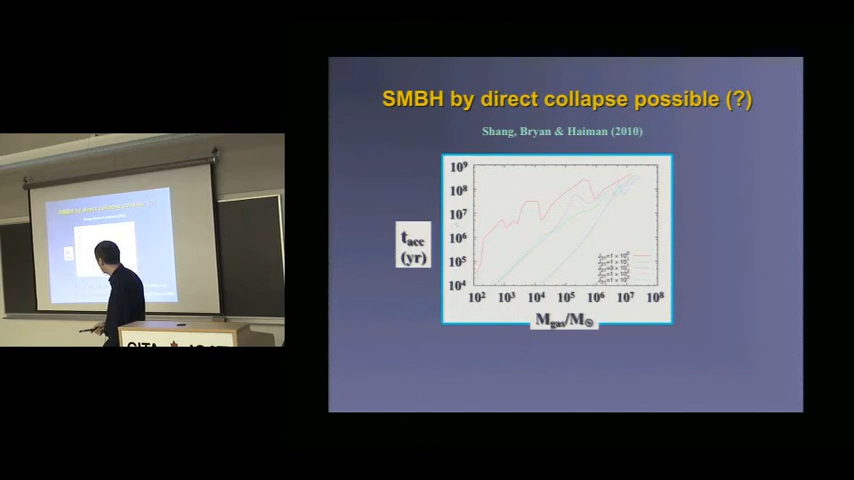 SMBH by direct collapse possible (?)
Shang, Bryan & Haiman (2010)
10⁹
10⁸
10⁷
10⁶
10⁵
10⁴
t_acc
(yr)
10² 10³ 10⁴ 10⁵ 10⁶ 10⁷ 10⁸
M_gas/M_⊙
CITA